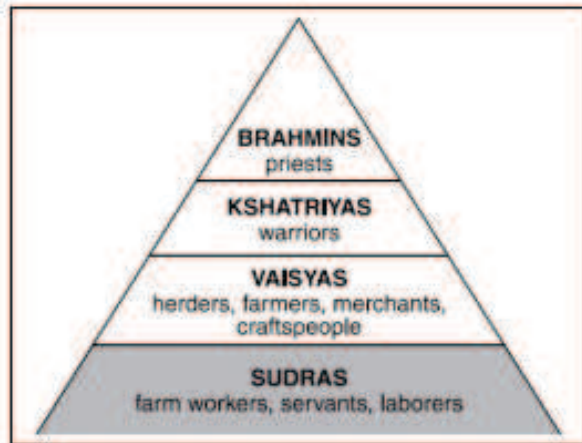 BRAHMINS
priests
KSHATRIYAS
warriors
VAISYAS
herders, farmers, merchants,
craftspeople
SUDRAS
farm workers, servants, laborers